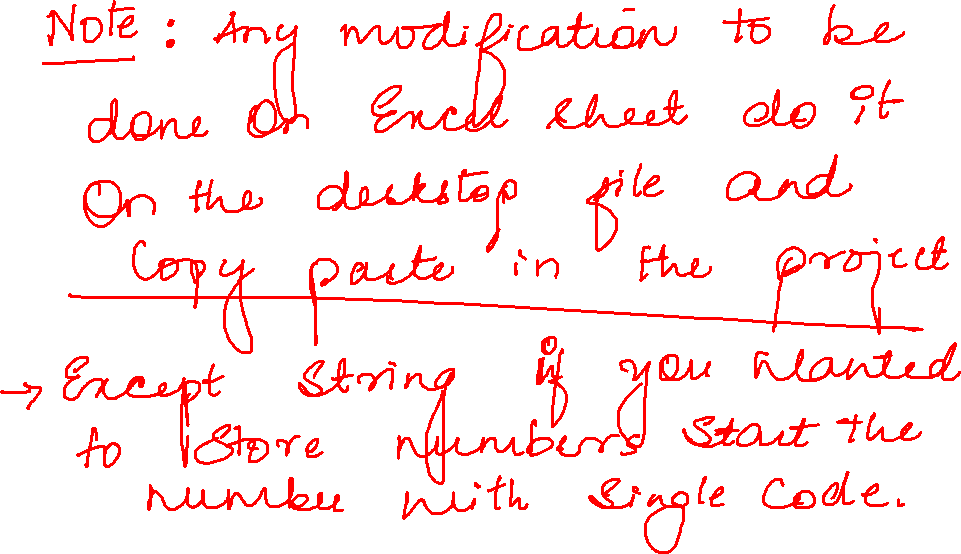 Note : Any modification to be
done on Excel sheet do it
On the deskstop file and
Copy paste in the project
→ Except String if you wanted
to store numbers start the
number with single code.